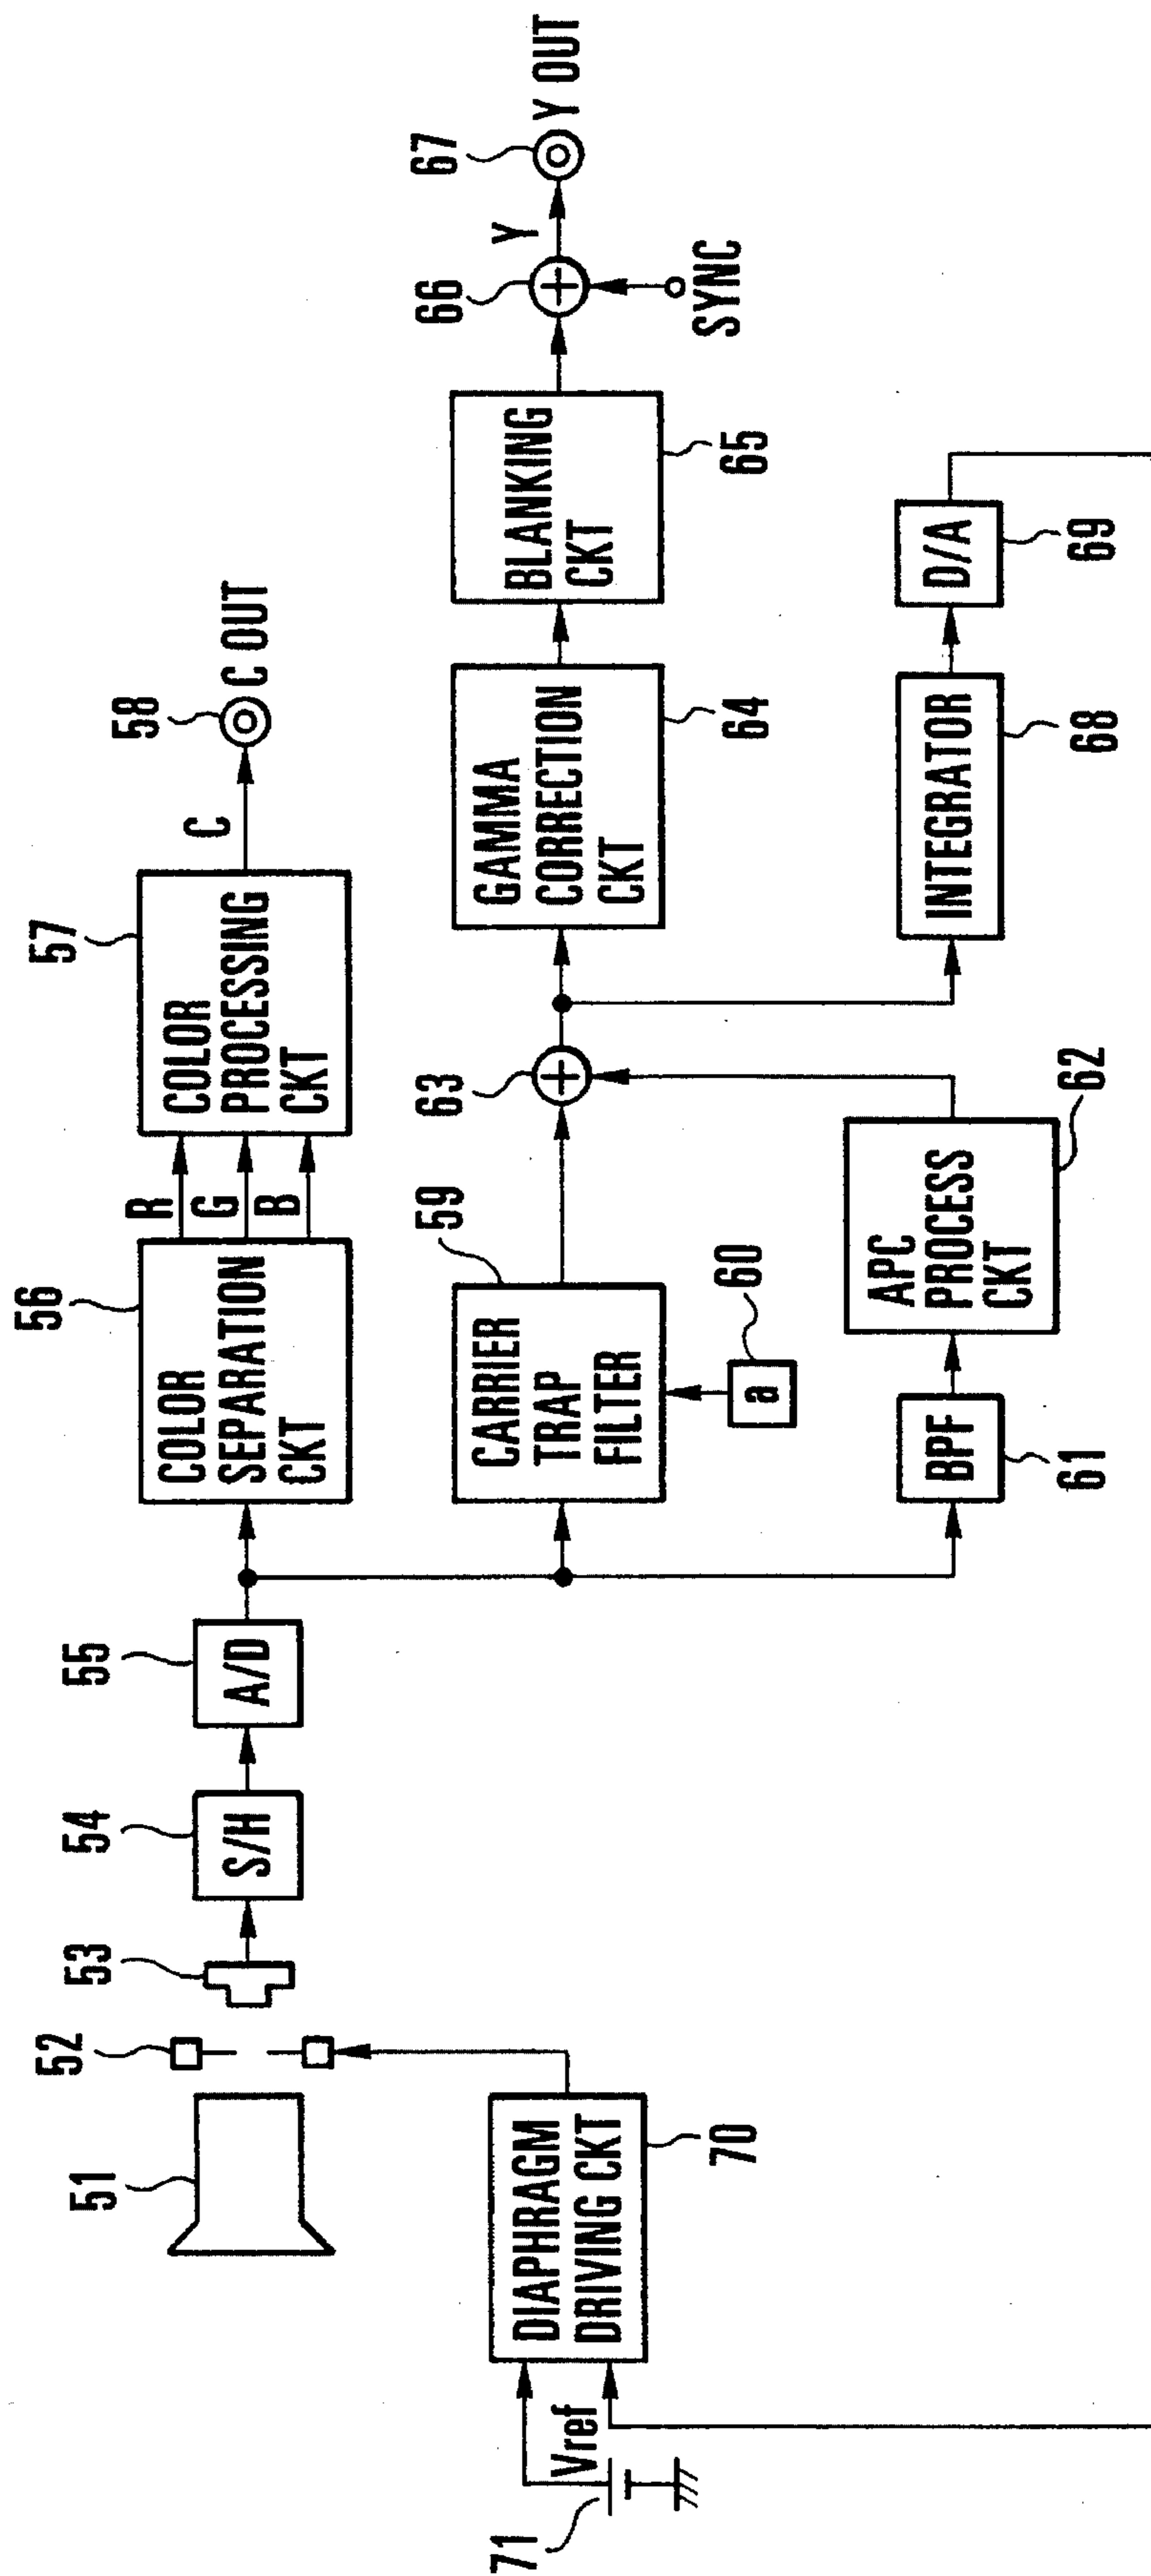 51
52
53
54
S/H
55
A/D
56
COLOR
SEPARATION
CKT
R
G
B
57
COLOR
PROCESSING
CKT
C
58
C OUT
59
CARRIER
TRAP
FILTER
60
a
63
GAMMA
CORRECTION
CKT
64
BLANKING
CKT
65
66
Y
SYNC
67
Y OUT
BPF
61
APC
PROCESS
CKT
62
INTEGRATOR
68
D/A
69
DIAPHRAGM
DRIVING CKT
70
Vref
71